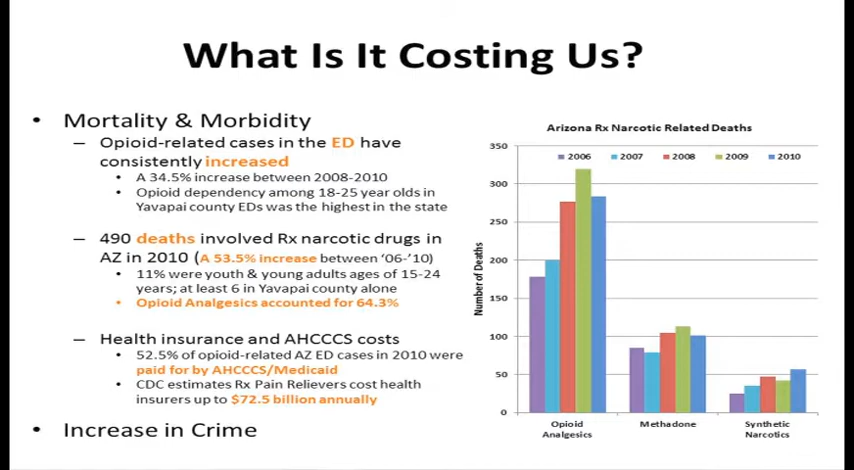 What Is It Costing Us?
• Mortality & Morbidity
– Opioid-related cases in the ED have
consistently increased
• A 34.5% increase between 2008-2010
• Opioid dependency among 18-25 year olds in
Yavapai county EDs was the highest in the state
– 490 deaths involved Rx narcotic drugs in
AZ in 2010 (A 53.5% increase between ‘06-’10)
• 11% were youth & young adults ages of 15-24
years; at least 6 in Yavapai county alone
• Opioid Analgesics accounted for 64.3%
– Health insurance and AHCCCS costs
• 52.5% of opioid-related AZ ED cases in 2010 were
paid for by AHCCCS/Medicaid
• CDC estimates Rx Pain Relievers cost health
insurers up to $72.5 billion annually
• Increase in Crime
Arizona Rx Narcotic Related Deaths
2006 2007 2008 2009 2010
Number of Deaths
350
300
250
200
150
100
50
0
Opioid
Analgesics
Methadone
Synthetic
Narcotics